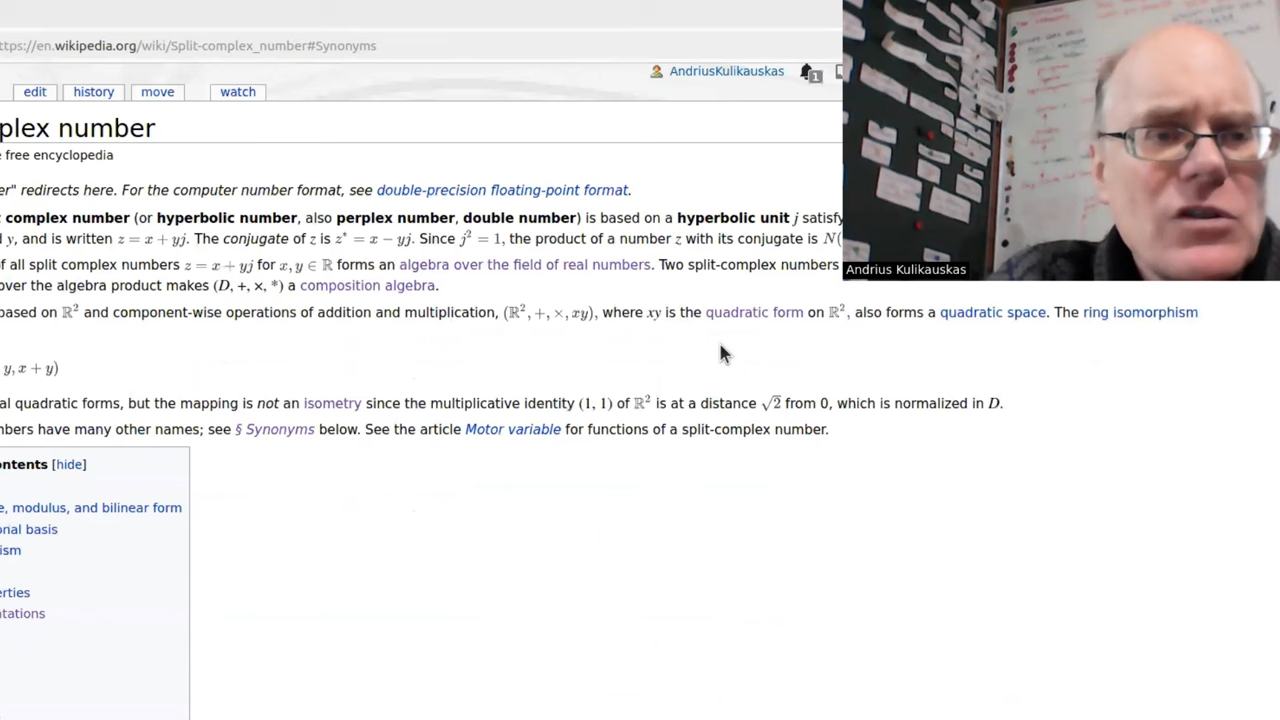 ttps://en.wikipedia.org/wiki/Split-complex_number#Synonyms
AndriusKulikauskas
1
edit history move watch
plex number
e free encyclopedia
er" redirects here. For the computer number format, see double-precision floating-point format.
t complex number (or hyperbolic number, also perplex number, double number) is based on a hyperbolic unit j satisfy
d y, and is written z = x + yj. The conjugate of z is z* = x − yj. Since j² = 1, the product of a number z with its conjugate is N(
of all split complex numbers z = x + yj for x, y ∈ ℝ forms an algebra over the field of real numbers. Two split-complex numbers
over the algebra product makes (D, +, ×, *) a composition algebra.
based on ℝ² and component-wise operations of addition and multiplication, (ℝ², +, ×, xy), where xy is the quadratic form on ℝ², also forms a quadratic space. The ring isomorphism
y, x + y)
al quadratic forms, but the mapping is not an isometry since the multiplicative identity (1, 1) of ℝ² is at a distance √2 from 0, which is normalized in D.
mbers have many other names; see § Synonyms below. See the article Motor variable for functions of a split-complex number.
ontents [hide]
e, modulus, and bilinear form
onal basis
ism
erties
ntations
Andrius Kulikauskas